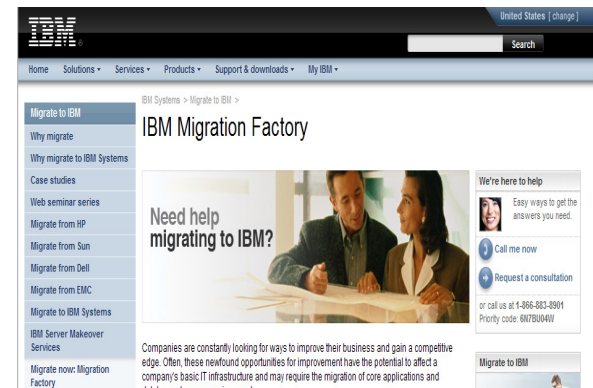 United States [ change ]
IBM®
Search
Home Solutions Services Products Support & downloads My IBM
IBM Systems > Migrate to IBM >
IBM Migration Factory
Migrate to IBM
Why migrate
Why migrate to IBM Systems
Case studies
Web seminar series
Migrate from HP
Migrate from Sun
Migrate from Dell
Migrate from EMC
Migrate to IBM Systems
IBM Server Makeover
Services
Migrate now: Migration
Factory
Need help
migrating to IBM?
Companies are constantly looking for ways to improve their business and gain a competitive
edge. Often, these newfound opportunities for improvement have the potential to affect a
company's basic IT infrastructure and may require the migration of core applications and
We're here to help
Easy ways to get the
answers you need.
Call me now
Request a consultation
or call us at 1-866-883-8901
Priority code: 6N7BU04W
Migrate to IBM